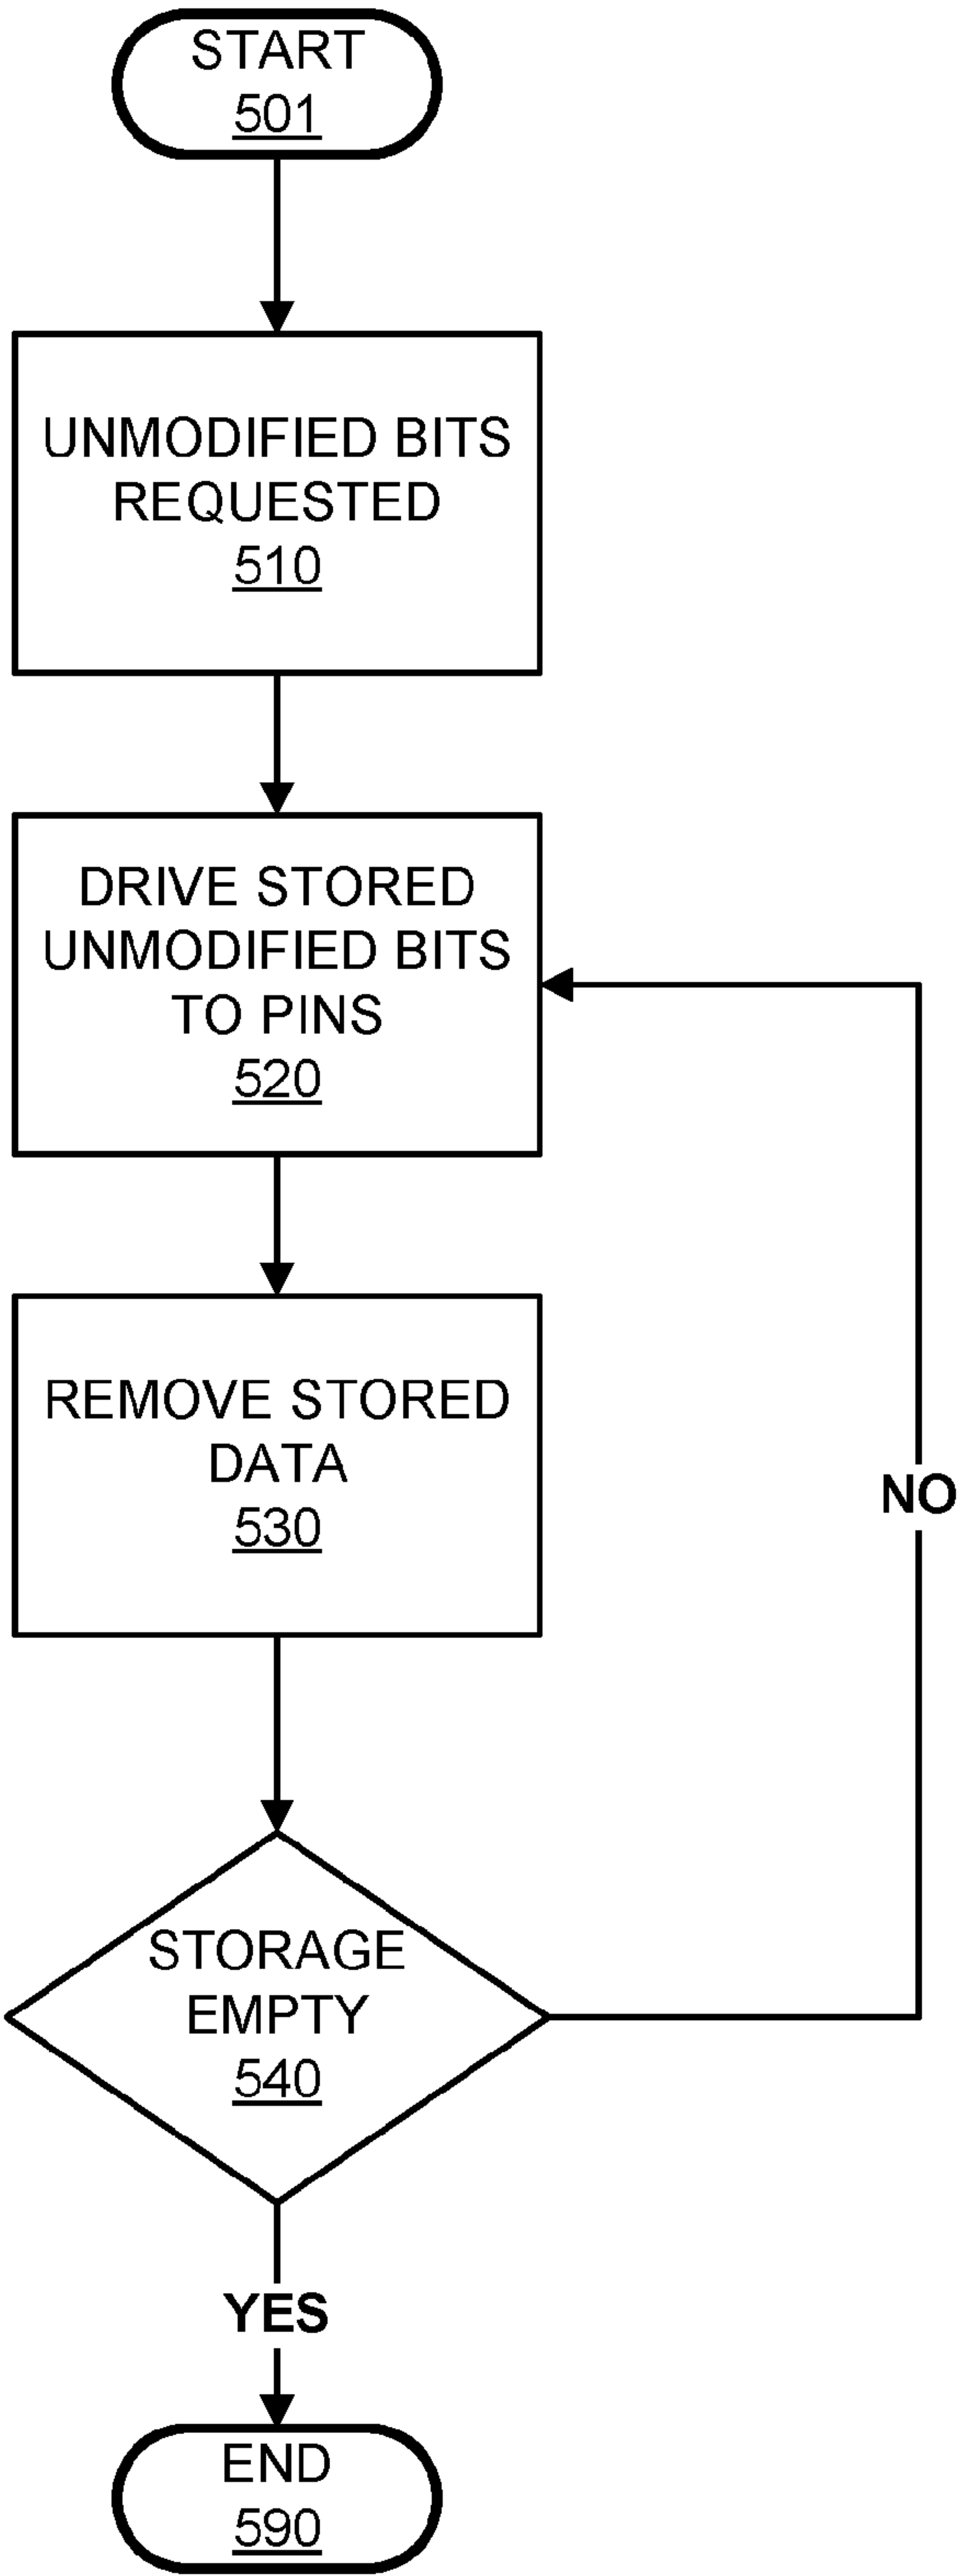 START
501
UNMODIFIED BITS
REQUESTED
510
DRIVE STORED
UNMODIFIED BITS
TO PINS
520
REMOVE STORED
DATA
530
NO
STORAGE
EMPTY
540
YES
END
590